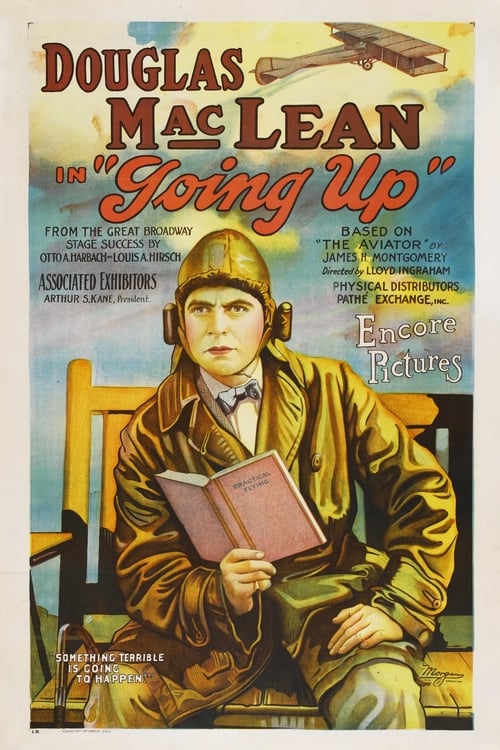 DOUGLAS
MAC LEAN
IN "Going Up"
FROM THE GREAT BROADWAY
STAGE SUCCESS BY
OTTO A. HARBACH - LOUIS A. HIRSCH
ASSOCIATED EXHIBITORS
ARTHUR S. KANE, President.
BASED ON
"THE AVIATOR" BY
JAMES H. MONTGOMERY
Directed by LLOYD INGRAHAM
PHYSICAL DISTRIBUTORS
PATHÉ EXCHANGE, INC.
Encore
Pictures
PRACTICAL
FLYING
"SOMETHING TERRIBLE
IS GOING
TO HAPPEN."
Morgan